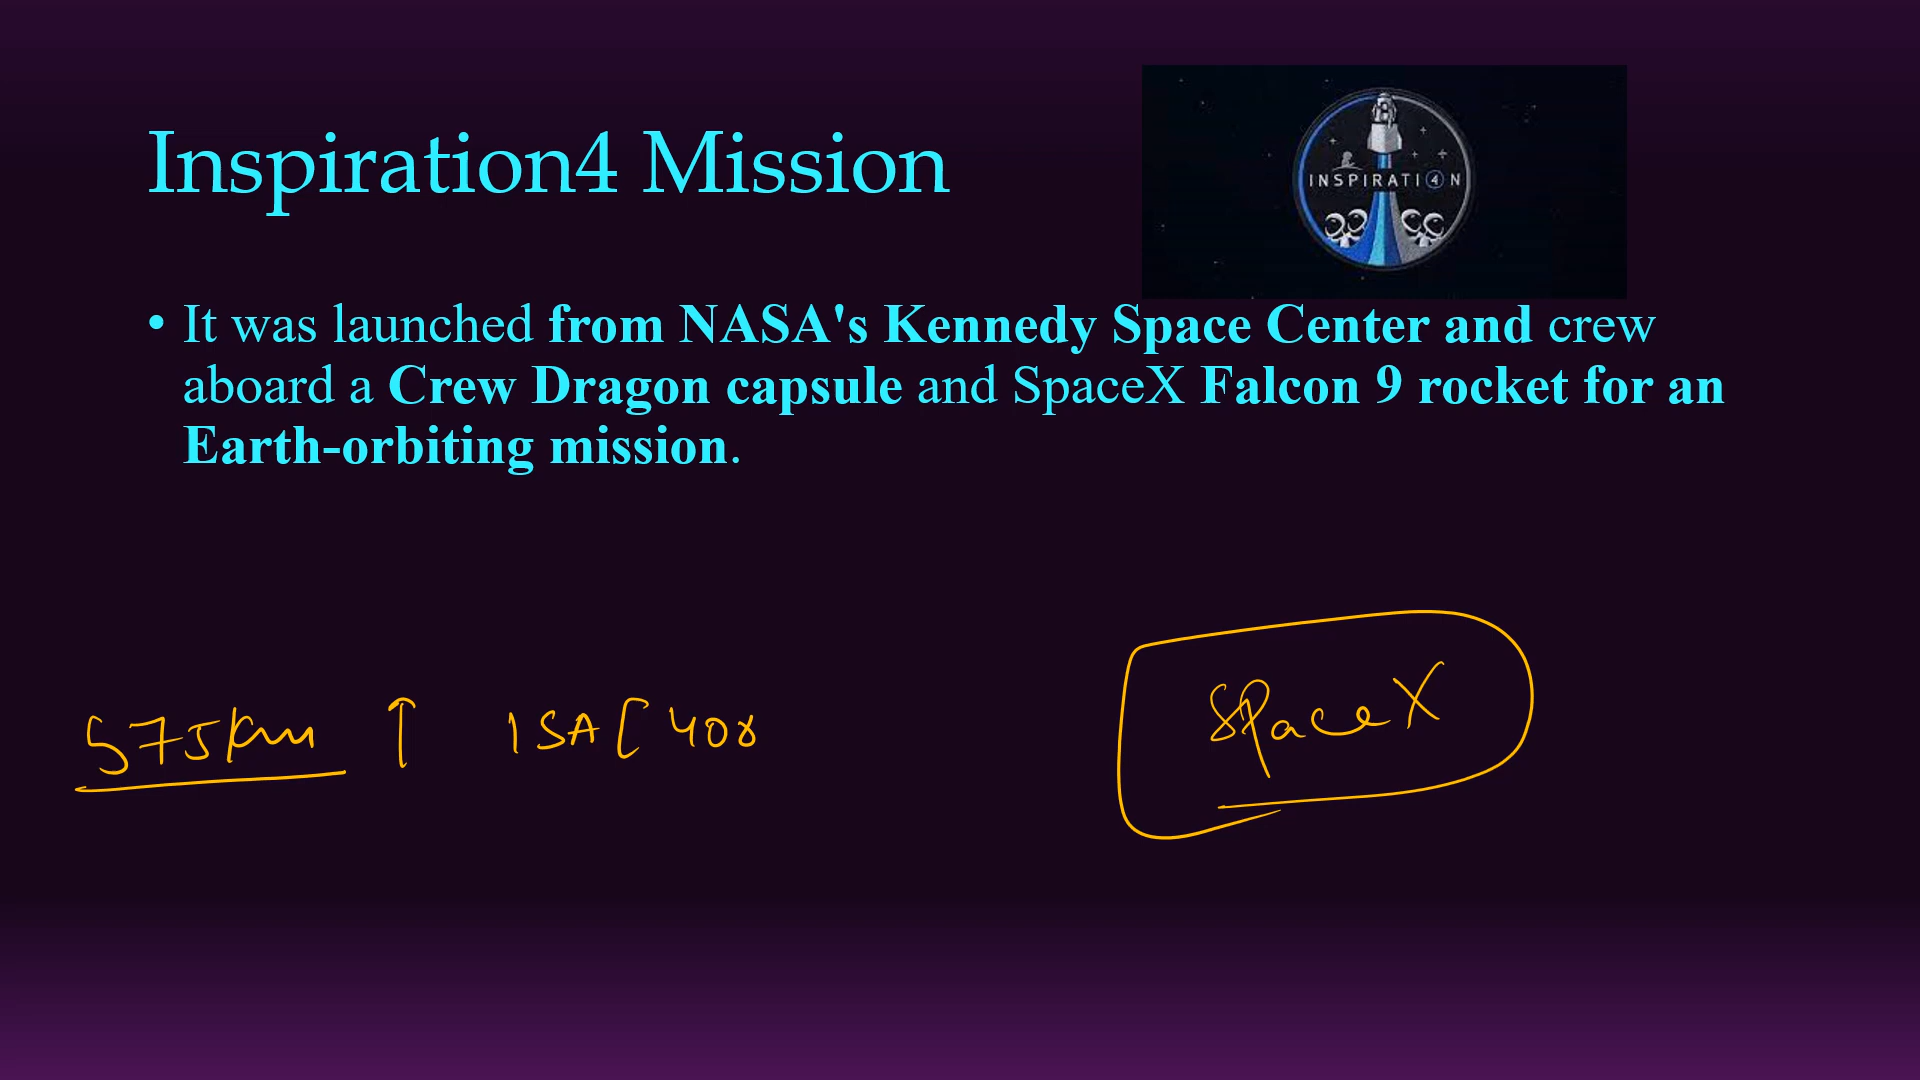 Inspiration4 Mission
INSPIRATI4N
• It was launched from NASA's Kennedy Space Center and crew
aboard a Crew Dragon capsule and SpaceX Falcon 9 rocket for an
Earth-orbiting mission.
575km ↑ ISA [ 408
SpaceX